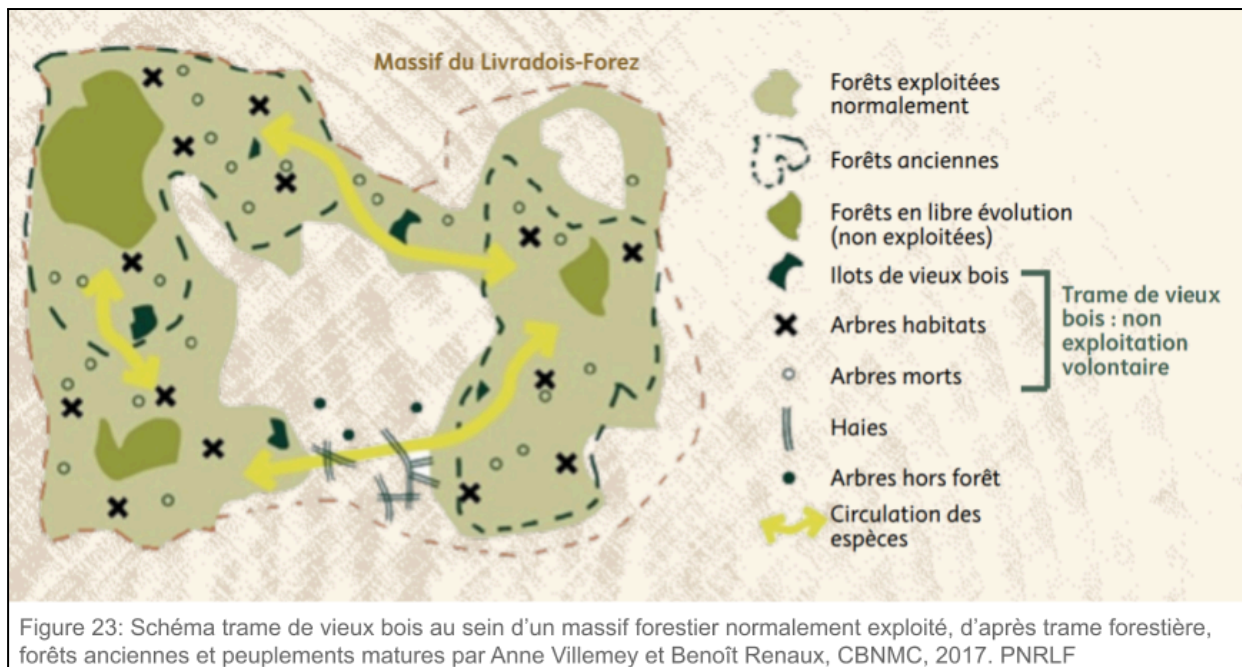 Massif du Livradois-Forez
Forêts exploitées
normalement
Forêts anciennes
Forêts en libre évolution
(non exploitées)
Ilots de vieux bois
Arbres habitats
Arbres morts
Trame de vieux
bois : non
exploitation
volontaire
Haies
Arbres hors forêt
Circulation des
espèces
Figure 23: Schéma trame de vieux bois au sein d'un massif forestier normalement exploité, d'après trame forestière,
forêts anciennes et peuplements matures par Anne Villemey et Benoît Renaux, CBNMC, 2017. PNRLF